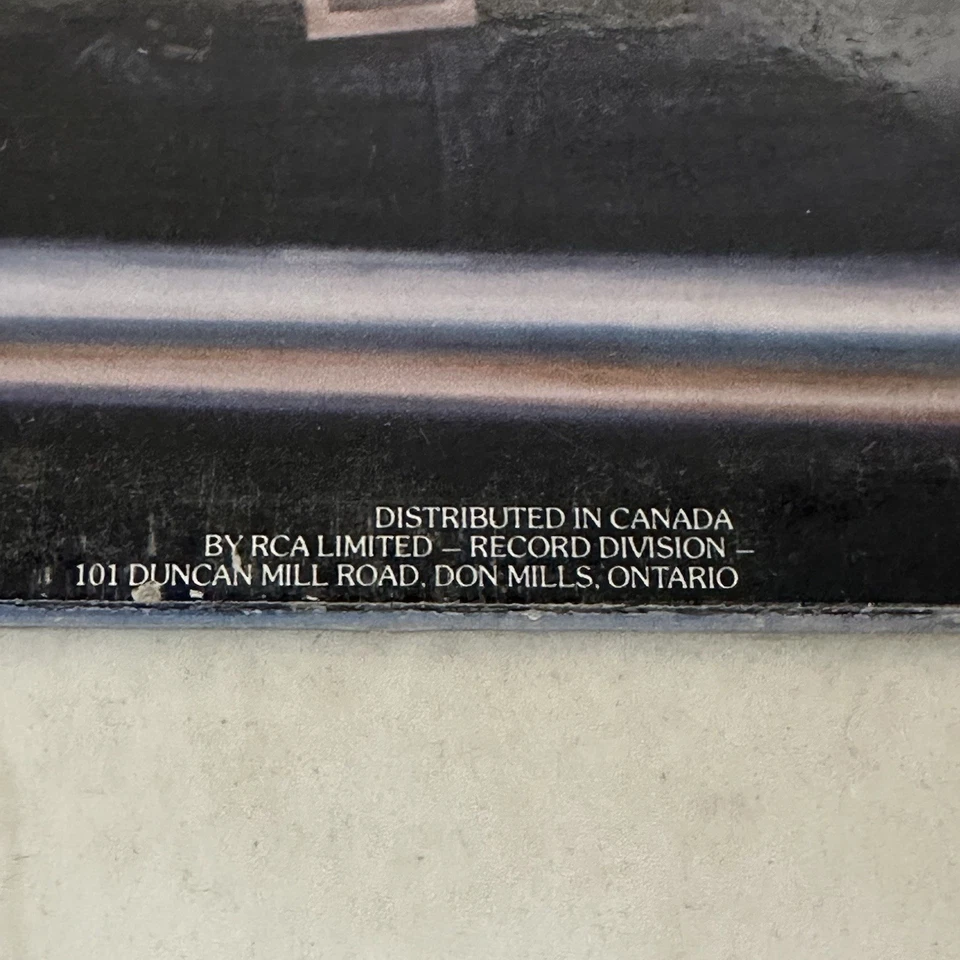 DISTRIBUTED IN CANADA
BY RCA LIMITED – RECORD DIVISION –
101 DUNCAN MILL ROAD, DON MILLS, ONTARIO